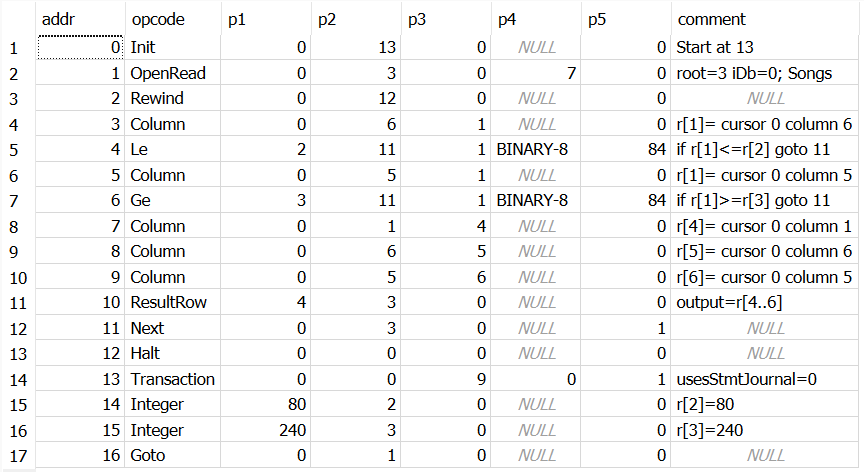 addr opcode p1 p2 p3 p4 p5 comment
1 0 Init 0 13 0 NULL 0 Start at 13
2 1 OpenRead 0 3 0 7 0 root=3 iDb=0; Songs
3 2 Rewind 0 12 0 NULL 0 NULL
4 3 Column 0 6 1 NULL 0 r[1]= cursor 0 column 6
5 4 Le 2 11 1 BINARY-8 84 if r[1]<=r[2] goto 11
6 5 Column 0 5 1 NULL 0 r[1]= cursor 0 column 5
7 6 Ge 3 11 1 BINARY-8 84 if r[1]>=r[3] goto 11
8 7 Column 0 1 4 NULL 0 r[4]= cursor 0 column 1
9 8 Column 0 6 5 NULL 0 r[5]= cursor 0 column 6
10 9 Column 0 5 6 NULL 0 r[6]= cursor 0 column 5
11 10 ResultRow 4 3 0 NULL 0 output=r[4..6]
12 11 Next 0 3 0 NULL 1 NULL
13 12 Halt 0 0 0 NULL 0 NULL
14 13 Transaction 0 0 9 0 1 usesStmtJournal=0
15 14 Integer 80 2 0 NULL 0 r[2]=80
16 15 Integer 240 3 0 NULL 0 r[3]=240
17 16 Goto 0 1 0 NULL 0 NULL